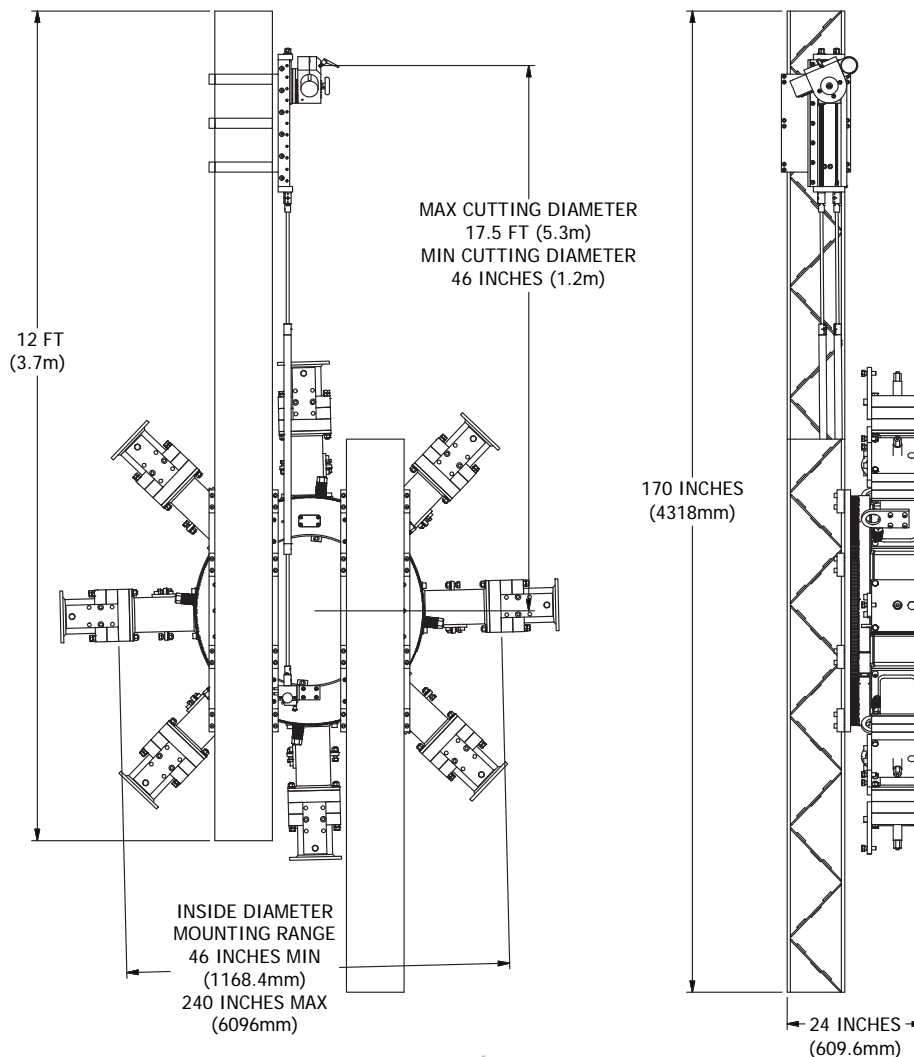 MAX CUTTING DIAMETER
17.5 FT (5.3m)
MIN CUTTING DIAMETER
46 INCHES (1.2m)
12 FT
(3.7m)
170 INCHES
(4318mm)
INSIDE DIAMETER
MOUNTING RANGE
46 INCHES MIN
(1168.4mm)
240 INCHES MAX
(6096mm)
24 INCHES
(609.6mm)